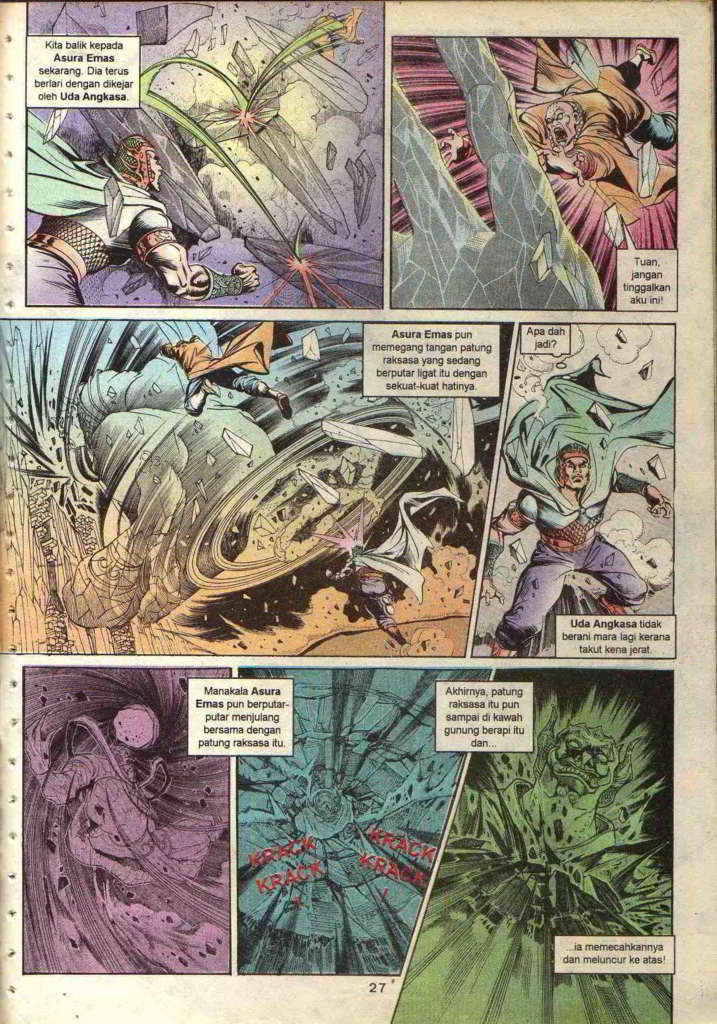 Kita balik kepada
Asura Emas
sekarang. Dia terus
berlari dengan dikejar
oleh Uda Angkasa.
Tuan,
jangan
tinggalkan
aku ini!
Asura Emas pun
memegang tangan patung
raksasa yang sedang
berputar ligat itu dengan
sekuat-kuat hatinya.
Apa dah
jadi?
Uda Angkasa tidak
berani mara lagi kerana
takut kena jerat.
Manakala Asura
Emas pun berputar-
putar menjulang
bersama dengan
patung raksasa itu.
KRACK
KRACK
!
KRACK
KRACK
!
Akhirnya, patung
raksasa itu pun
sampai di kawah
gunung berapi itu
dan...
...ia memecahkannya
dan meluncur ke atas!
27